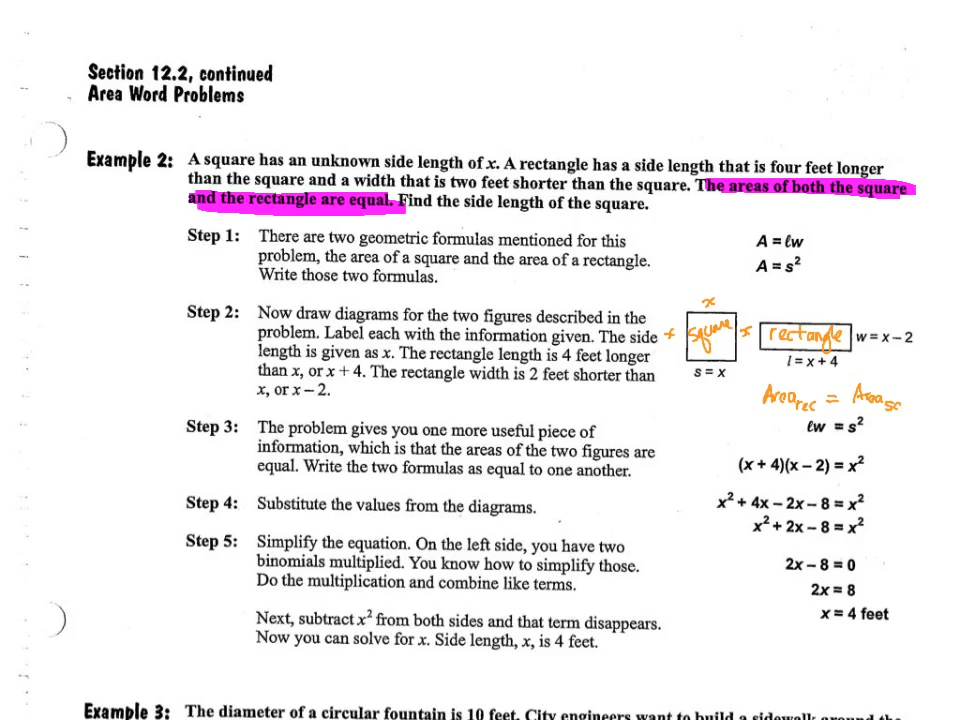 Section 12.2, continued
Area Word Problems
Example 2: A square has an unknown side length of x. A rectangle has a side length that is four feet longer
than the square and a width that is two feet shorter than the square. The areas of both the square
and the rectangle are equal. Find the side length of the square.
Step 1: There are two geometric formulas mentioned for this
problem, the area of a square and the area of a rectangle.
Write those two formulas.
A = ℓw
A = s²
Step 2: Now draw diagrams for the two figures described in the
problem. Label each with the information given. The side
length is given as x. The rectangle length is 4 feet longer
than x, or x + 4. The rectangle width is 2 feet shorter than
x, or x – 2.
x
x square x
s = x
rectangle w = x – 2
l = x + 4
Area rec = Area sq
Step 3: The problem gives you one more useful piece of
information, which is that the areas of the two figures are
equal. Write the two formulas as equal to one another.
ℓw = s²
(x + 4)(x – 2) = x²
Step 4: Substitute the values from the diagrams.
x² + 4x – 2x – 8 = x²
x² + 2x – 8 = x²
Step 5: Simplify the equation. On the left side, you have two
binomials multiplied. You know how to simplify those.
Do the multiplication and combine like terms.
2x – 8 = 0
2x = 8
x = 4 feet
Next, subtract x² from both sides and that term disappears.
Now you can solve for x. Side length, x, is 4 feet.
Example 3: The diameter of a circular fountain is 10 feet. City engineers want to build a sidewalk around the